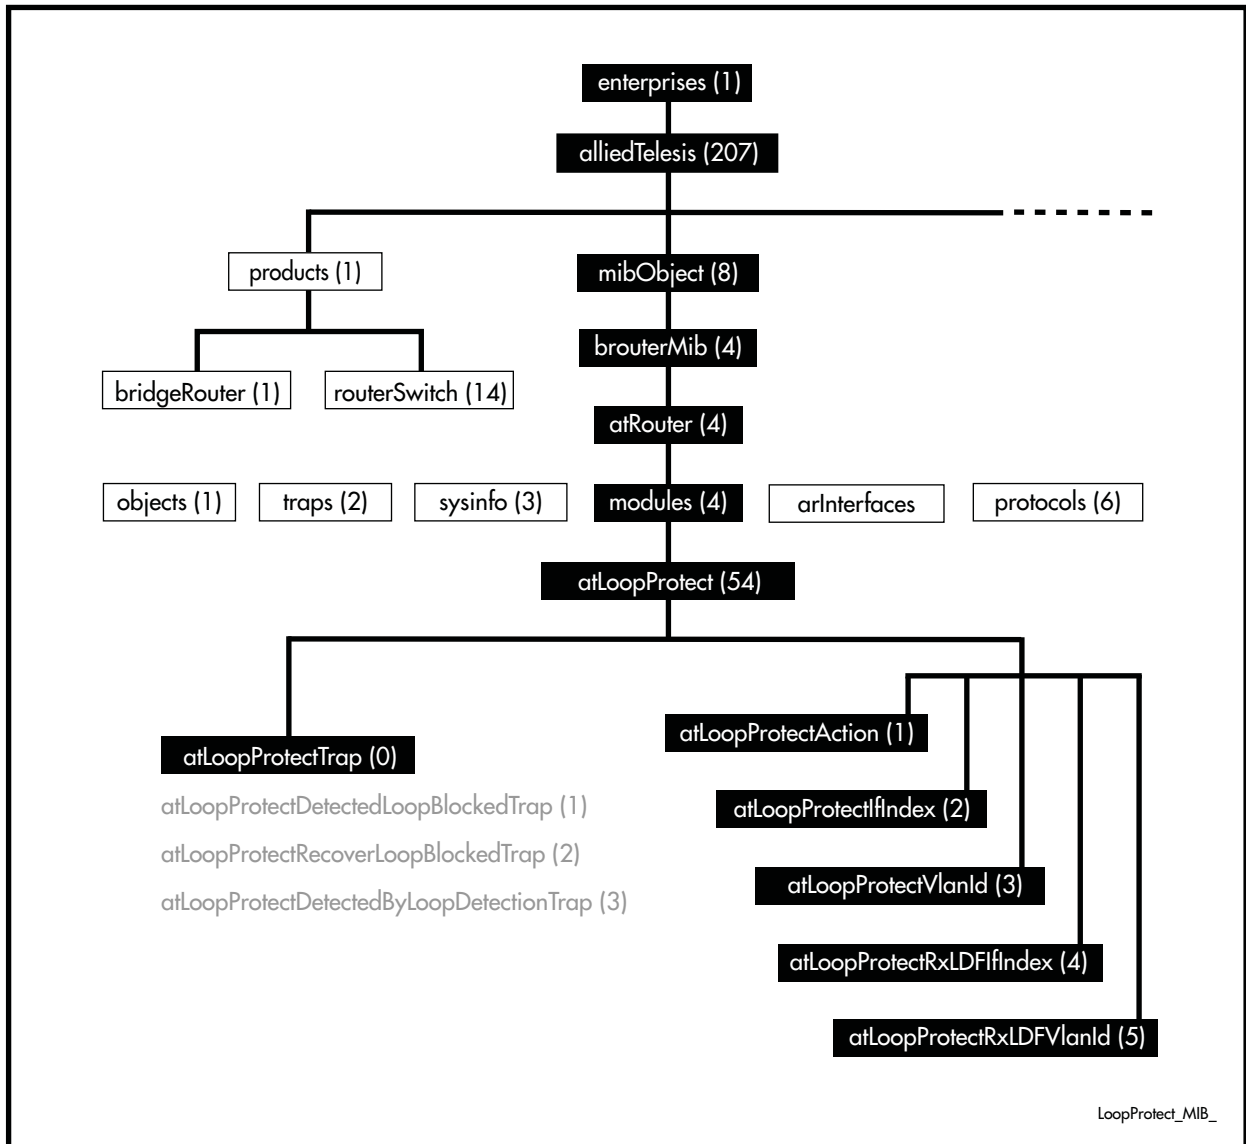 enterprises (1)
alliedTelesis (207)
products (1)
mibObject (8)
brouterMib (4)
bridgeRouter (1)
routerSwitch (14)
atRouter (4)
objects (1)
traps (2)
sysinfo (3)
modules (4)
arInterfaces
protocols (6)
atLoopProtect (54)
atLoopProtectAction (1)
atLoopProtectTrap (0)
atLoopProtectDetectedLoopBlockedTrap (1)
atLoopProtectIfIndex (2)
atLoopProtectRecoverLoopBlockedTrap (2)
atLoopProtectVlanId (3)
atLoopProtectDetectedByLoopDetectionTrap (3)
atLoopProtectRxLDFIfIndex (4)
atLoopProtectRxLDFVlanId (5)
LoopProtect_MIB_